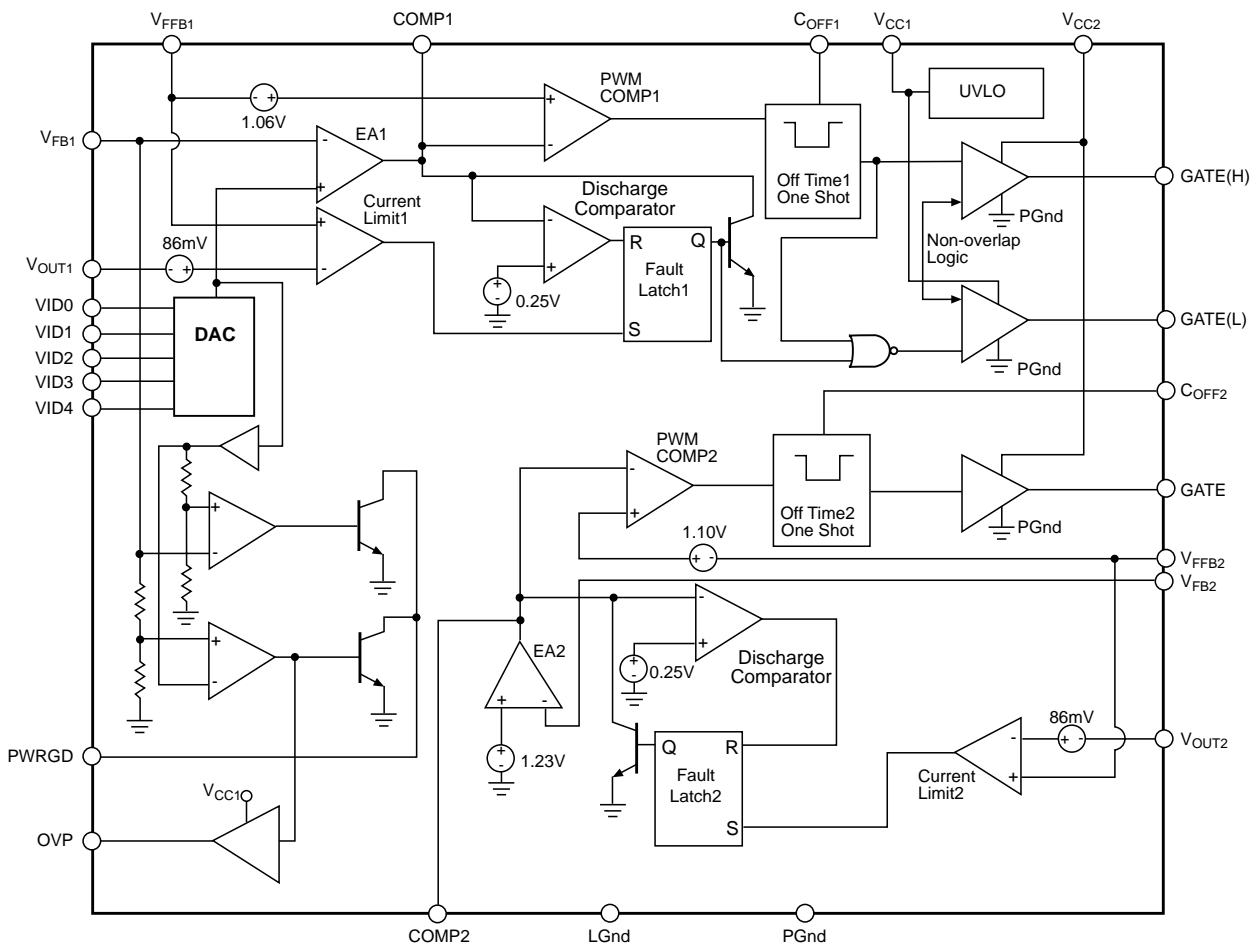 VFFB1
COMP1
COFF1
VCC1
VCC2
PWM
COMP1
UVLO
- +
1.06V
+
-
VFB1
EA1
-
+
Off Time1
One Shot
GATE(H)
PGnd
Current
Limit1
+
-
Discharge
Comparator
-
+
R
Q
Fault
Latch1
S
Non-overlap
Logic
86mV
- +
VOUT1
+
-
0.25V
VID0
VID1
VID2
VID3
VID4
DAC
GATE(L)
PGnd
COFF2
PWM
COMP2
-
+
Off Time2
One Shot
GATE
PGnd
+
-
1.10V
+ -
VFFB2
VFB2
-
+
Discharge
Comparator
+
-
0.25V
EA2
+
-
+
-
1.23V
+
-
86mV
- + -
VOUT2
+
Current
Limit2
Q
R
Fault
Latch2
S
PWRGD
VCC1
OVP
COMP2
LGnd
PGnd